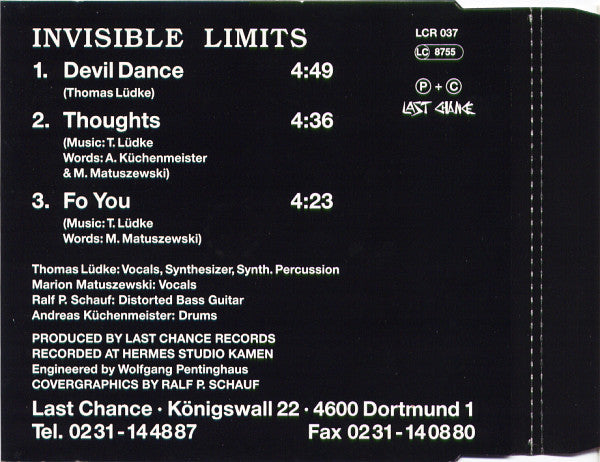 INVISIBLE LIMITS
LCR 037
LC 8755
1. Devil Dance 4:49
(Thomas Lüdke)
P + C
LAST CHANCE
2. Thoughts 4:36
(Music: T. Lüdke
Words: A. Küchenmeister
& M. Matuszewski)
3. Fo You 4:23
(Music: T. Lüdke
Words: M. Matuszewski)
Thomas Lüdke: Vocals, Synthesizer, Synth. Percussion
Marion Matuszewski: Vocals
Ralf P. Schauf: Distorted Bass Guitar
Andreas Küchenmeister: Drums
PRODUCED BY LAST CHANCE RECORDS
RECORDED AT HERMES STUDIO KAMEN
Engineered by Wolfgang Pentinghaus
COVERGRAPHICS BY RALF P. SCHAUF
Last Chance · Königswall 22 · 4600 Dortmund 1
Tel. 0231-144887 Fax 0231-140880